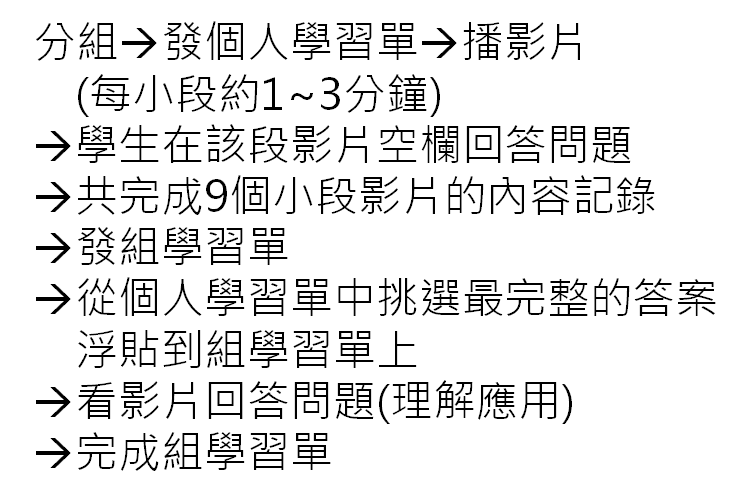 分組→發個人學習單→播影片
(每小段約1~3分鐘)
→學生在該段影片空欄回答問題
→共完成9個小段影片的內容記錄
→發組學習單
→從個人學習單中挑選最完整的答案
浮貼到組學習單上
→看影片回答問題(理解應用)
→完成組學習單